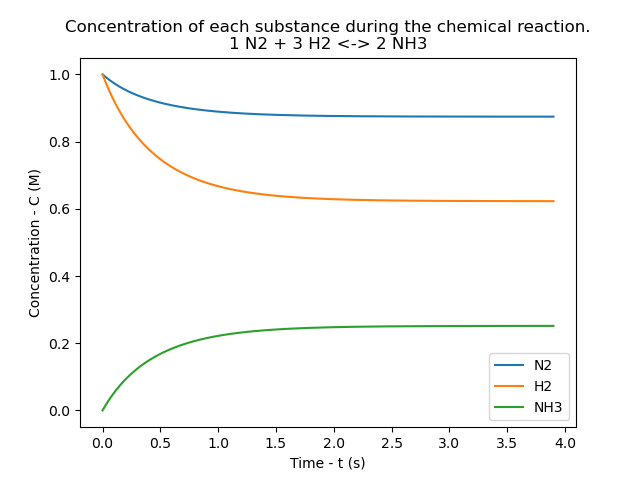 Concentration of each substance during the chemical reaction.
1 N2 + 3 H2 <-> 2 NH3
Concentration - C (M)
1.0
0.8
0.6
0.4
0.2
0.0
N2
H2
NH3
0.0 0.5 1.0 1.5 2.0 2.5 3.0 3.5 4.0
Time - t (s)